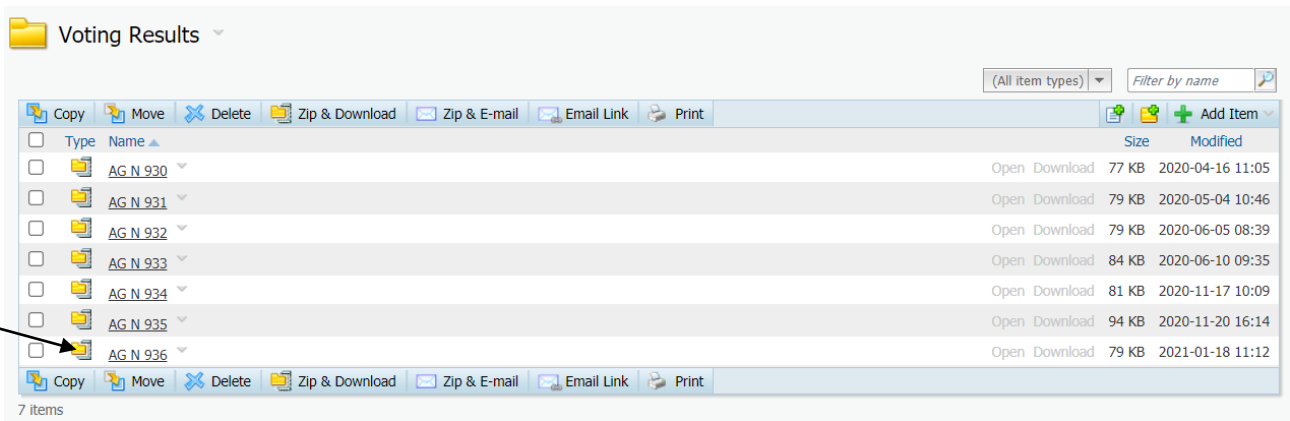 Voting Results
(All item types) Filter by name
Copy Move Delete Zip & Download Zip & E-mail Email Link Print Add Item
Type Name Size Modified
AG N 930 Open Download 77 KB 2020-04-16 11:05
AG N 931 Open Download 79 KB 2020-05-04 10:46
AG N 932 Open Download 79 KB 2020-06-05 08:39
AG N 933 Open Download 84 KB 2020-06-10 09:35
AG N 934 Open Download 81 KB 2020-11-17 10:09
AG N 935 Open Download 94 KB 2020-11-20 16:14
AG N 936 Open Download 79 KB 2021-01-18 11:12
Copy Move Delete Zip & Download Zip & E-mail Email Link Print
7 items